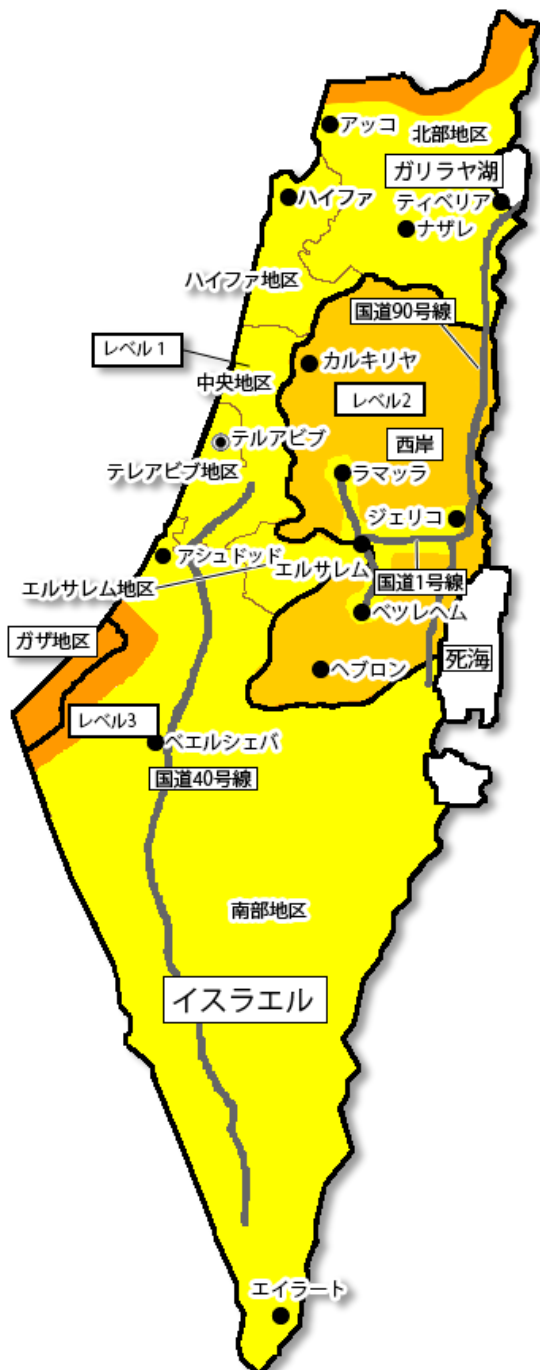 アッコ
北部地区
ガリラヤ湖
ハイファ
ティベリア
ナザレ
ハイファ地区
国道90号線
レベル1
カルキリヤ
中央地区
レベル2
テルアビブ
西岸
テレアビブ地区
ラマッラ
ジェリコ
アシュドッド
エルサレム
エルサレム地区
国道1号線
ベツレヘム
ガザ地区
死海
ヘブロン
レベル3
ベエルシェバ
国道40号線
南部地区
イスラエル
エイラート